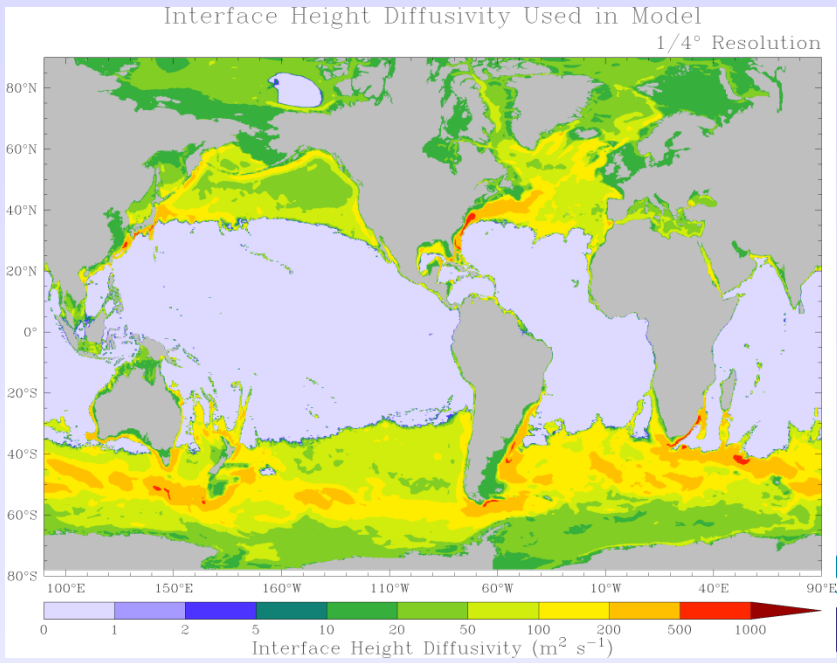 Interface Height Diffusivity Used in Model
1/4° Resolution
80°N
60°N
40°N
20°N
0°
20°S
40°S
60°S
80°S
100°E 150°E 160°W 110°W 60°W 10°W 40°E 90°E
0 1 2 5 10 20 50 100 200 500 1000
Interface Height Diffusivity (m² s⁻¹)